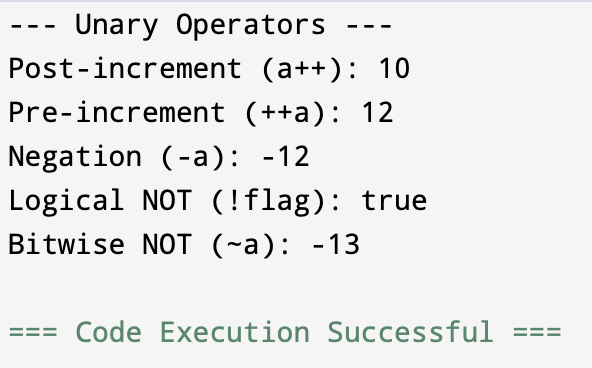 --- Unary Operators ---
Post-increment (a++): 10
Pre-increment (++a): 12
Negation (-a): -12
Logical NOT (!flag): true
Bitwise NOT (~a): -13
=== Code Execution Successful ===